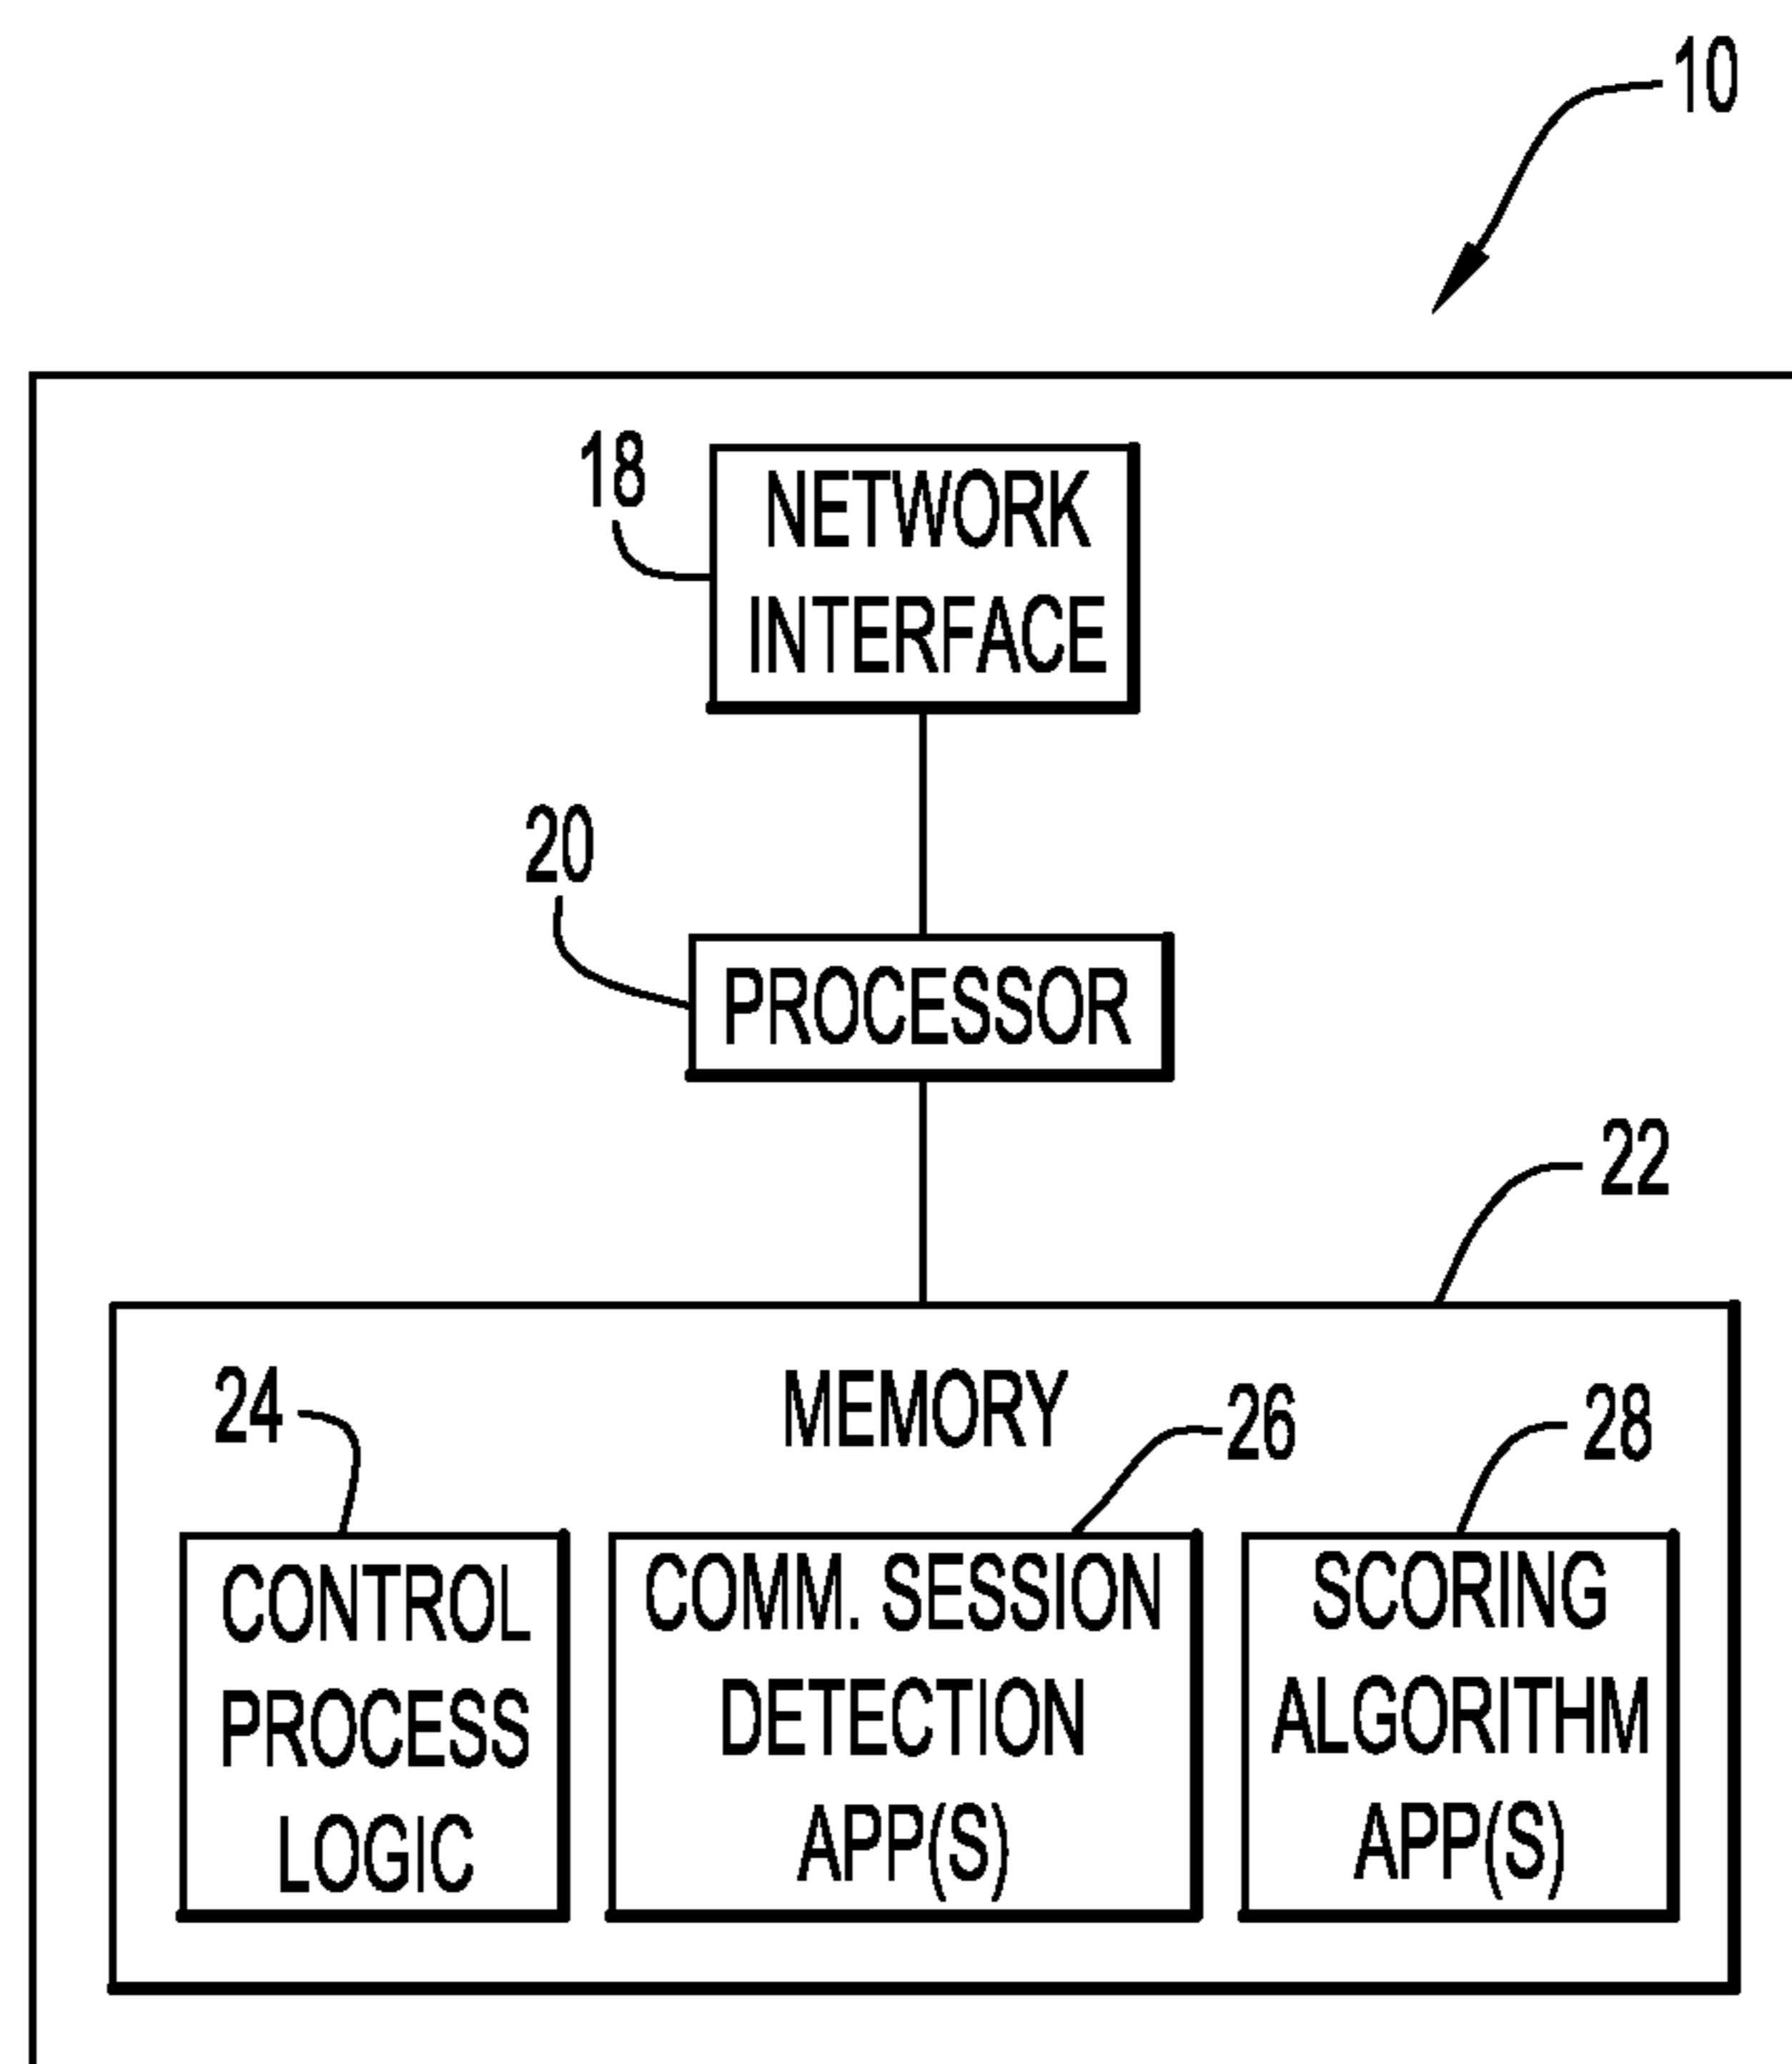 10
18
NETWORK
INTERFACE
20
PROCESSOR
22
MEMORY
24
26
28
CONTROL
PROCESS
LOGIC
COMM. SESSION
DETECTION
APP(S)
SCORING
ALGORITHM
APP(S)